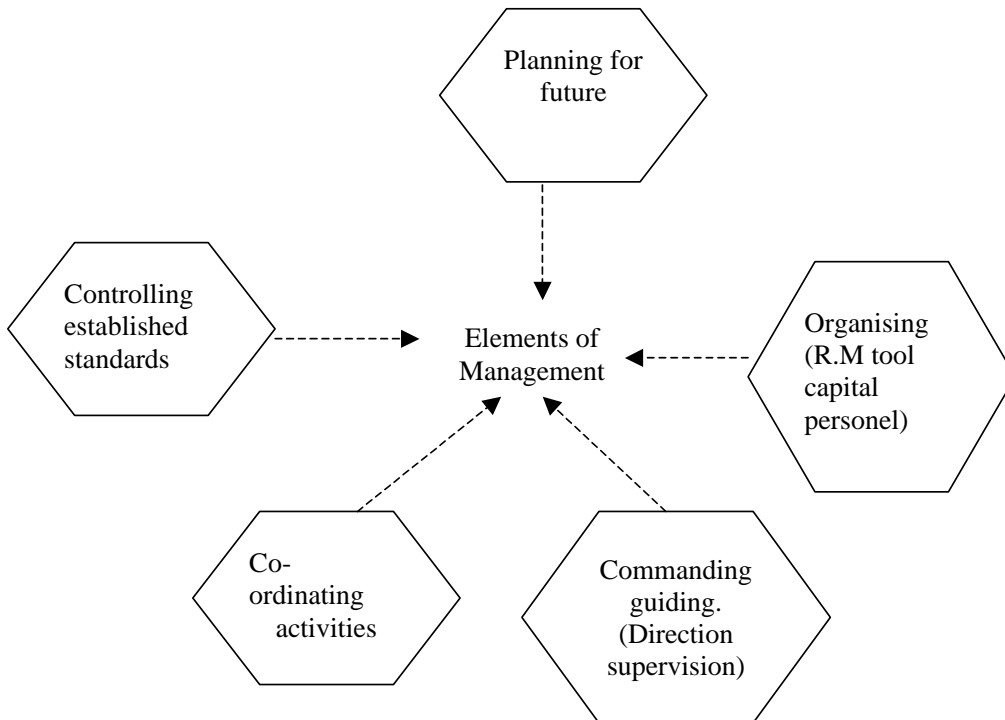 Planning for
future
Controlling
established
standards
Elements of
Management
Organising
(R.M tool
capital
personel)
Co-
ordinating
activities
Commanding
guiding.
(Direction
supervision)